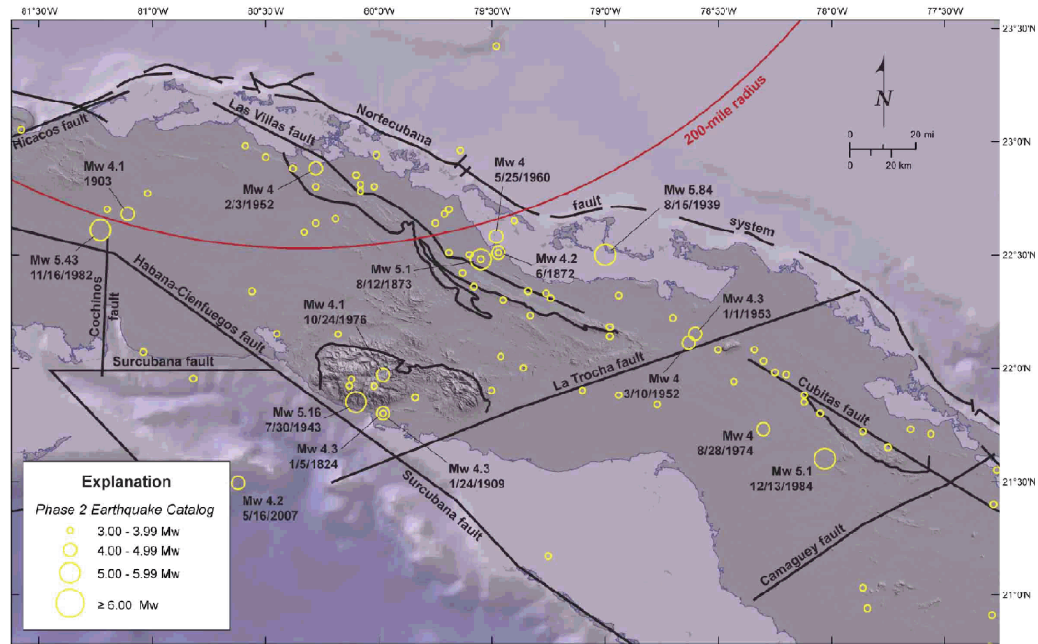 81°30'W 81°0'W 80°30'W 80°0'W 79°30'W 79°0'W 78°30'W 78°0'W 77°30'W
23°30'N
23°0'N
22°30'N
22°0'N
21°30'N
21°0'N
Hicacos fault
Las Villas fault
Nortecubana
fault
system
200-mile radius
N
0 20 mi
0 20 km
Mw 4.1
1903
Mw 4
2/3/1952
Mw 4
5/25/1960
Mw 5.84
8/15/1939
Mw 4.2
6/1872
Mw 5.1
8/12/1873
Mw 5.43
11/16/1982
Cochinos
fault
Habana-Cienfuegos fault
Surcubana fault
Mw 4.1
10/24/1976
Mw 4.3
1/1/1953
La Trocha fault
Mw 4
3/10/1952
Cubitas fault
Mw 5.16
7/30/1943
Mw 4.3
1/5/1824
Mw 4.3
1/24/1909
Surcubana fault
Mw 4
8/28/1974
Mw 5.1
12/13/1984
Camaguey fault
Mw 4.2
5/16/2007
Explanation
Phase 2 Earthquake Catalog
3.00 - 3.99 Mw
4.00 - 4.99 Mw
5.00 - 5.99 Mw
≥ 6.00 Mw